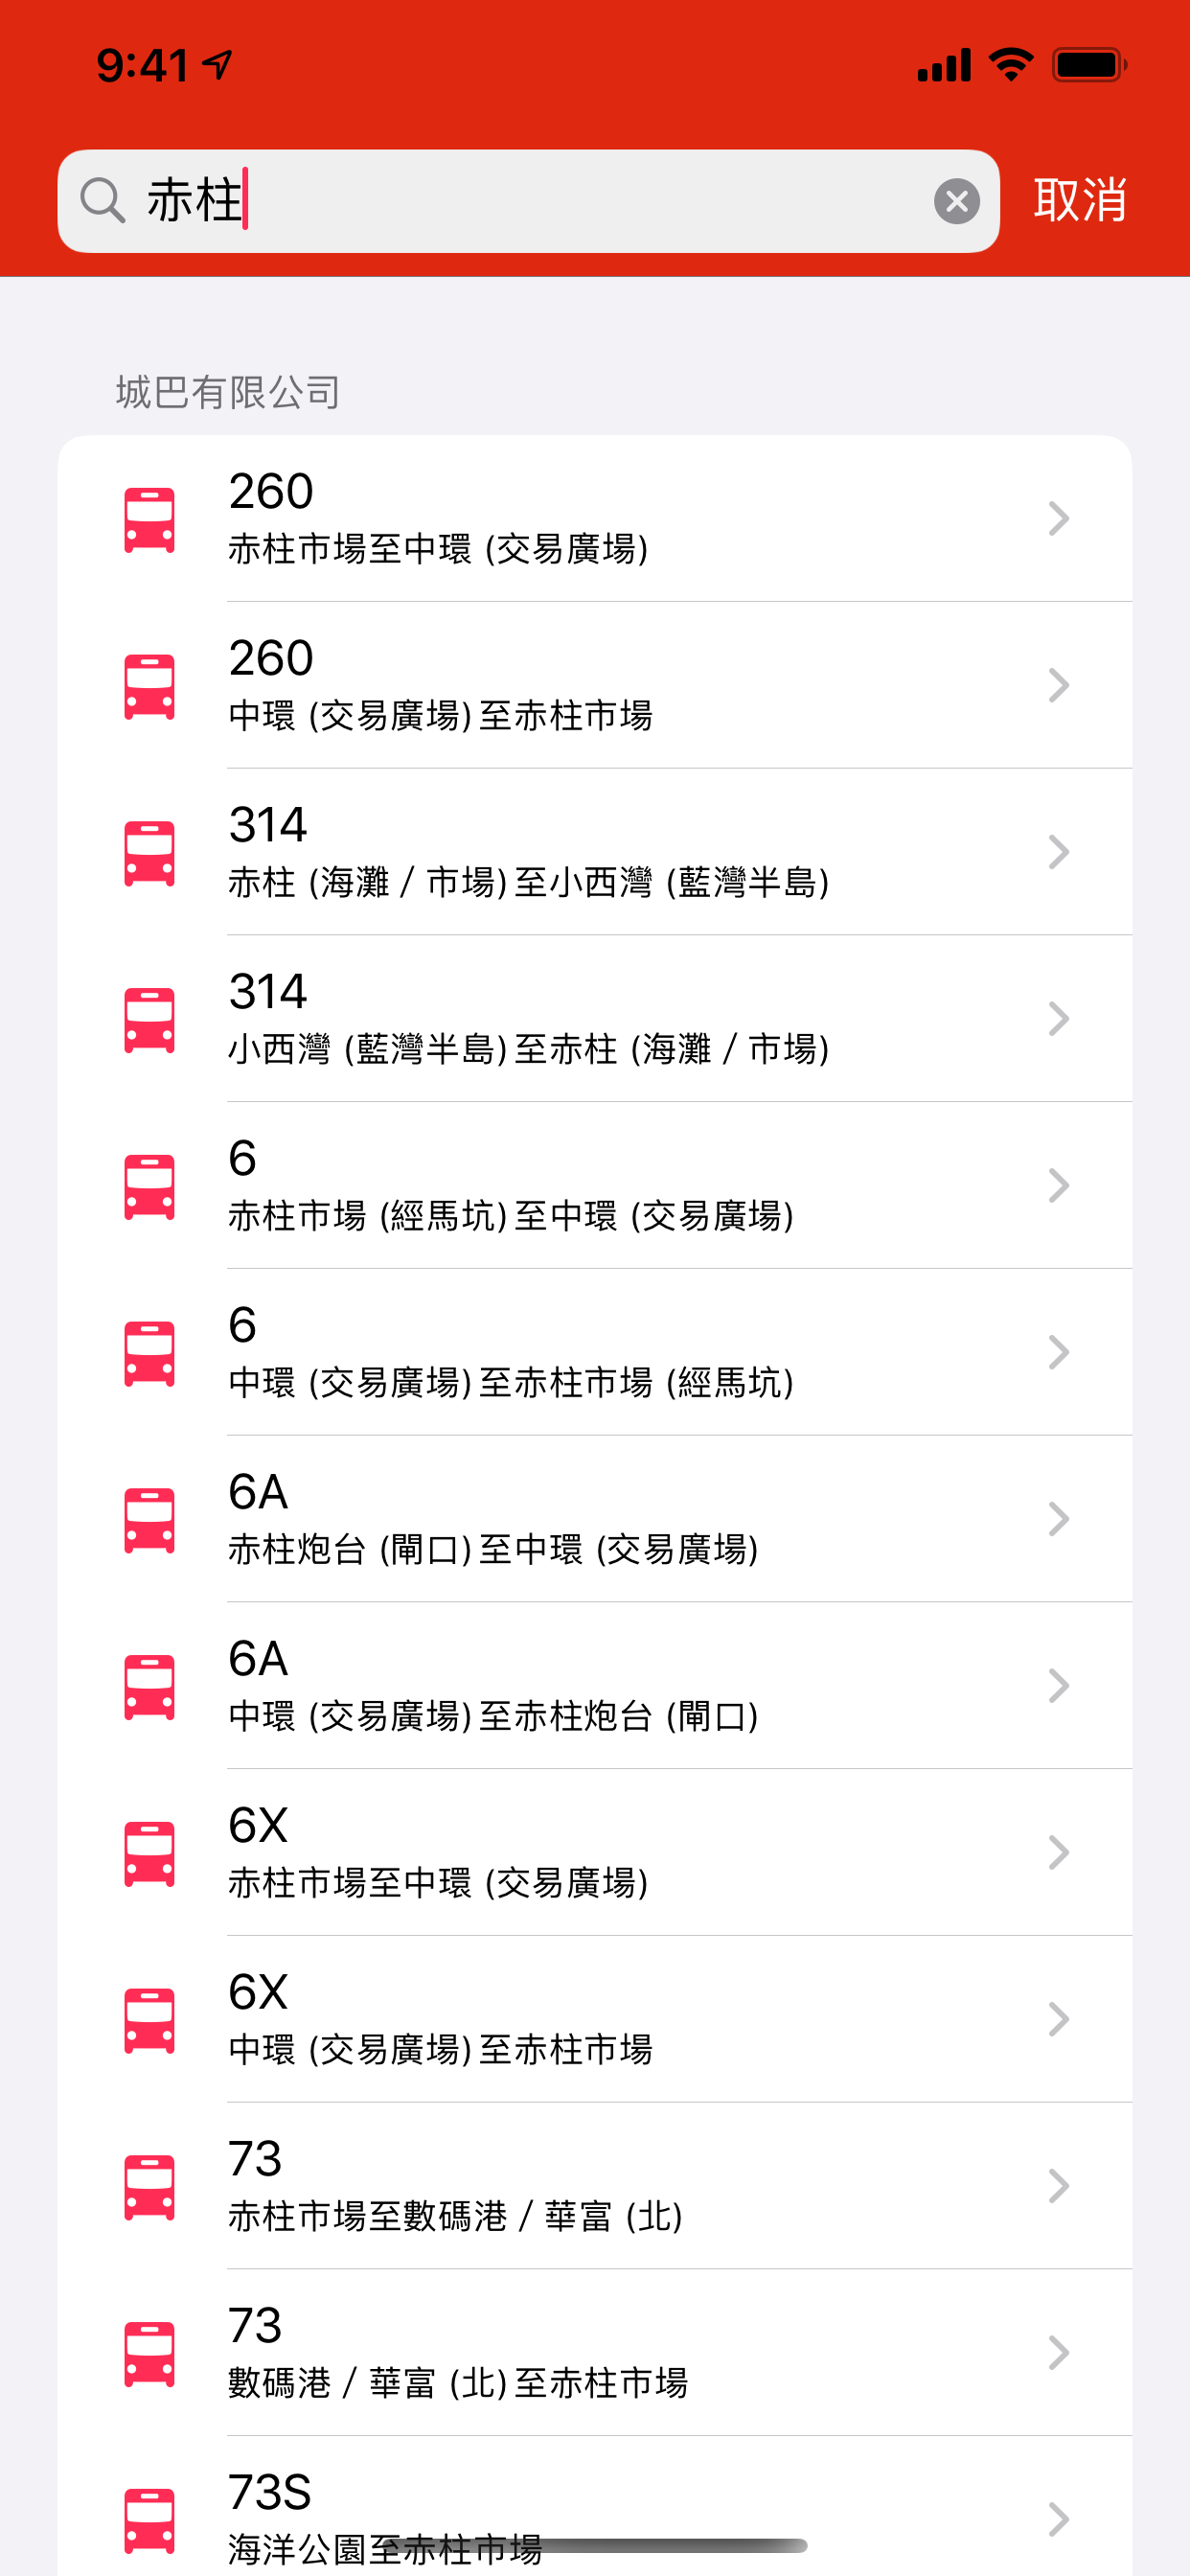 9:41
赤柱
取消
城巴有限公司
260
赤柱市場至中環 (交易廣場)
260
中環 (交易廣場) 至赤柱市場
314
赤柱 (海灘 / 市場) 至小西灣 (藍灣半島)
314
小西灣 (藍灣半島) 至赤柱 (海灘 / 市場)
6
赤柱市場 (經馬坑) 至中環 (交易廣場)
6
中環 (交易廣場) 至赤柱市場 (經馬坑)
6A
赤柱炮台 (閘口) 至中環 (交易廣場)
6A
中環 (交易廣場) 至赤柱炮台 (閘口)
6X
赤柱市場至中環 (交易廣場)
6X
中環 (交易廣場) 至赤柱市場
73
赤柱市場至數碼港 / 華富 (北)
73
數碼港 / 華富 (北) 至赤柱市場
73S
海洋公園至赤柱市場